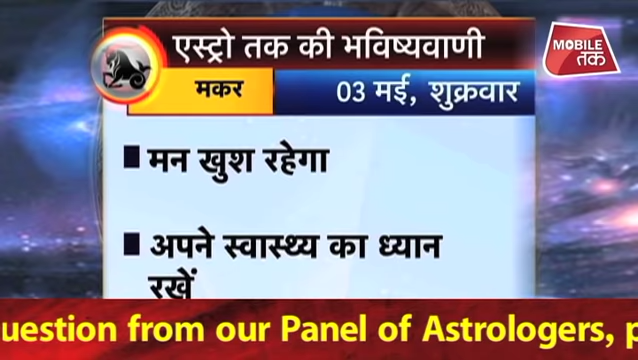 एस्ट्रो तक की भविष्यवाणी
MOBILE
तक
मकर
03 मई, शुक्रवार
मन खुश रहेगा
अपने स्वास्थ्य का ध्यान
रखें
uestion from our Panel of Astrologers, p